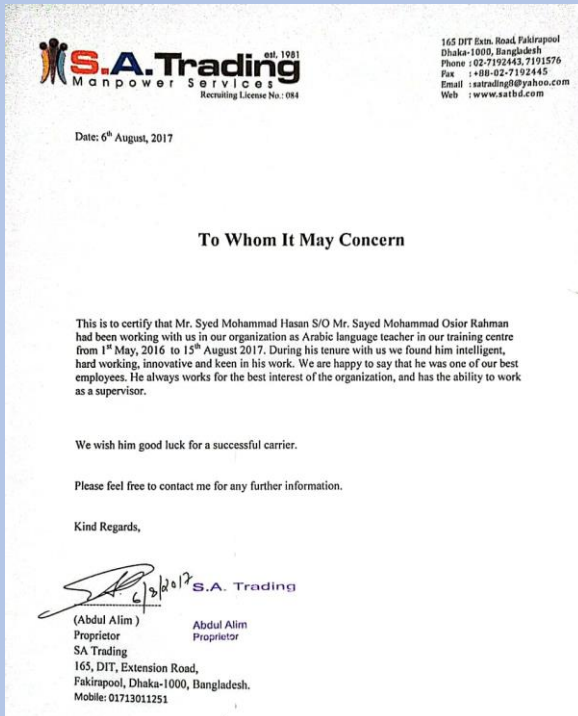 est. 1981
S.A.Trading
Manpower Services
Recruiting License No.: 084
165 DIT Extn. Road, Fakirapool
Dhaka-1000, Bangladesh
Phone : 02-7192443, 7191576
Fax : +88-02-7192445
Email : satrading8@yahoo.com
Web : www.satbd.com
Date: 6th August, 2017
To Whom It May Concern
This is to certify that Mr. Syed Mohammad Hasan S/O Mr. Sayed Mohammad Osior Rahman
had been working with us in our organization as Arabic language teacher in our training centre
from 1st May, 2016 to 15th August 2017. During his tenure with us we found him intelligent,
hard working, innovative and keen in his work. We are happy to say that he was one of our best
employees. He always works for the best interest of the organization, and has the ability to work
as a supervisor.
We wish him good luck for a successful carrier.
Please feel free to contact me for any further information.
Kind Regards,
6/8/2017
S.A. Trading
(Abdul Alim )
Proprietor
Abdul Alim
Proprietor
SA Trading
165, DIT, Extension Road,
Fakirapool, Dhaka-1000, Bangladesh.
Mobile: 01713011251